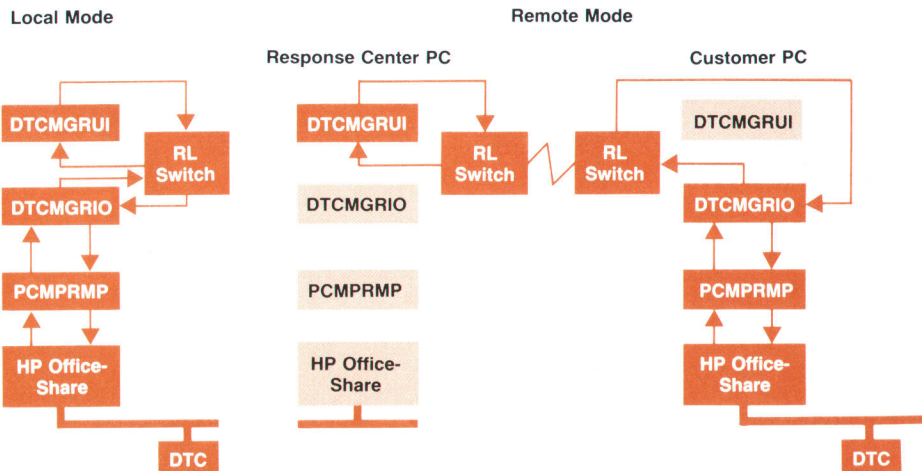 Local Mode
Remote Mode
Response Center PC
Customer PC
DTCMGRUI
RL
Switch
DTCMGRIO
PCMPRMP
HP Office-
Share
DTC
DTCMGRUI
RL
Switch
DTCMGRIO
PCMPRMP
HP Office-
Share
RL
Switch
DTCMGRUI
DTCMGRIO
PCMPRMP
HP Office-
Share
DTC